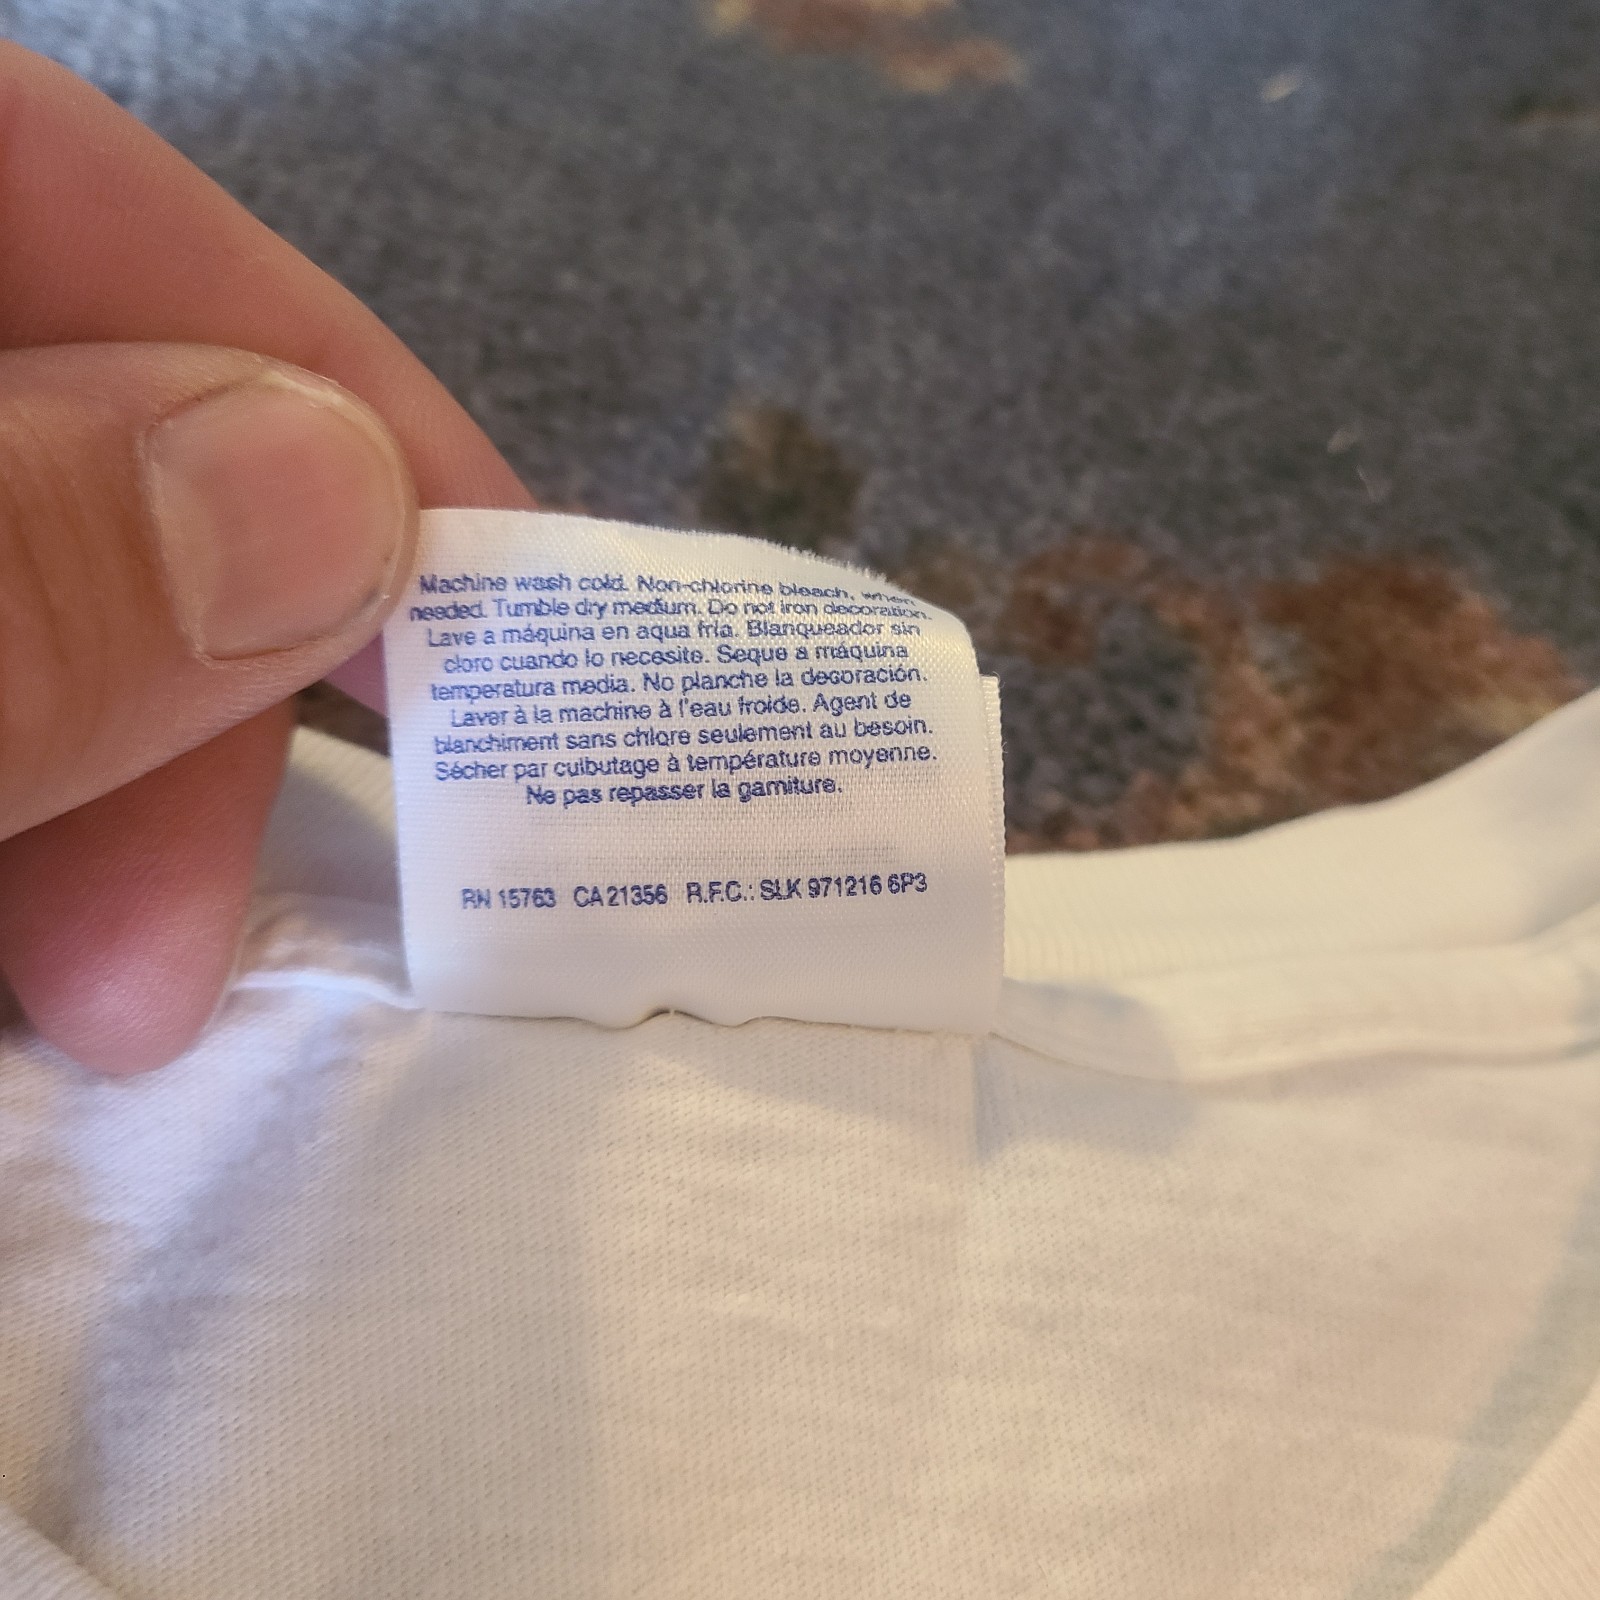 Machine wash cold. Non-chlorine bleach, when
needed. Tumble dry medium. Do not iron decoration.
Lave a máquina en aqua fría. Blanqueador sin
cloro cuando lo necesite. Seque a máquina
temperatura media. No planche la decoración.
Laver à la machine à l'eau froide. Agent de
blanchiment sans chlore seulement au besoin.
Sécher par culbutage à température moyenne.
Ne pas repasser la garniture.
RN 15763 CA 21356 R.F.C.: SLK 971216 6P3